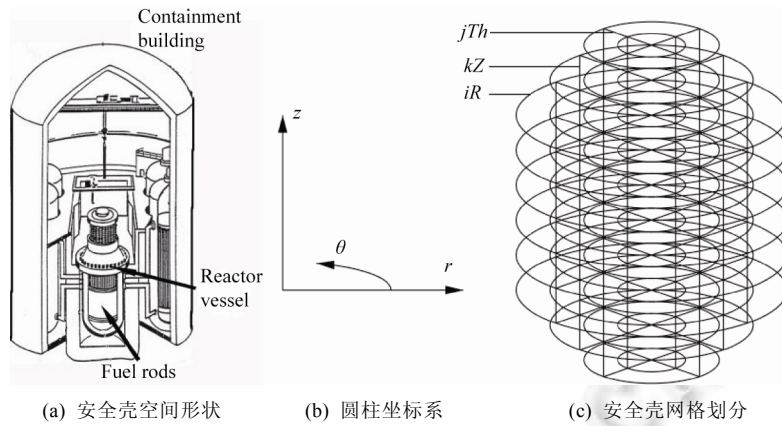 Containment
building
Reactor
vessel
Fuel rods
z
θ
r
jTh
kZ
iR
(a) 安全壳空间形状
(b) 圆柱坐标系
(c) 安全壳网格划分